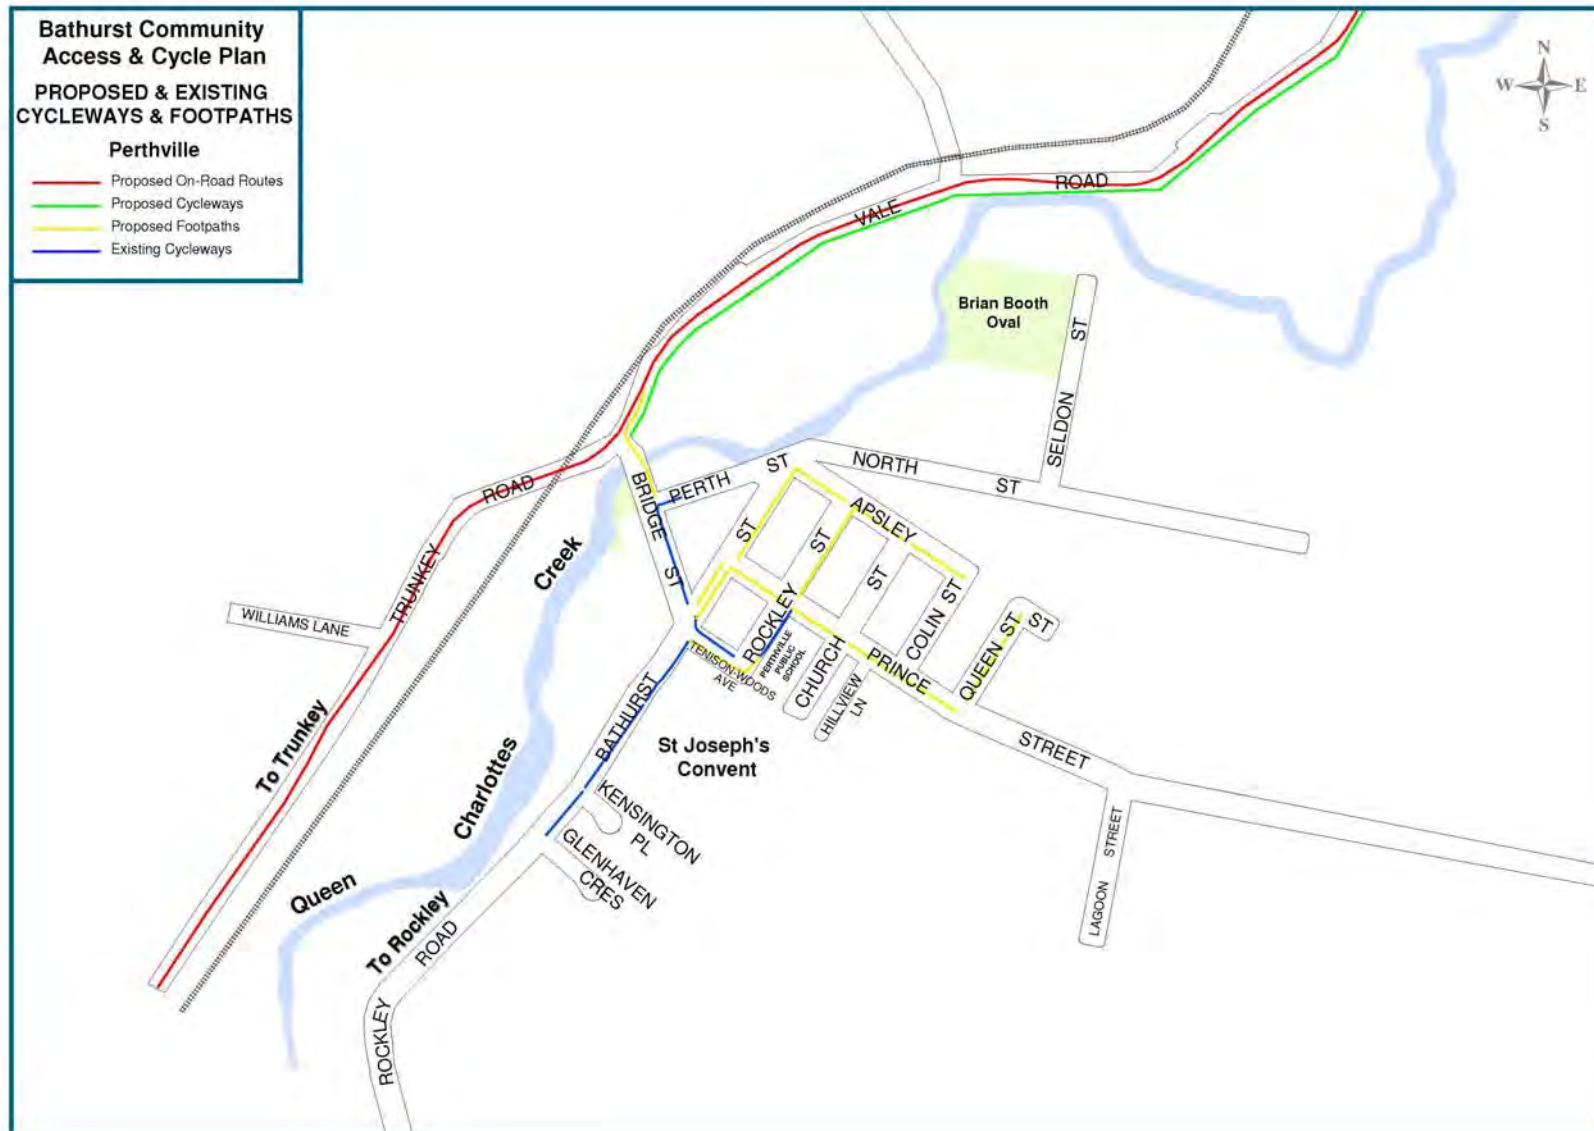 Bathurst Community
Access & Cycle Plan
PROPOSED & EXISTING
CYCLEWAYS & FOOTPATHS
Perthville
Proposed On-Road Routes
Proposed Cycleways
Proposed Footpaths
Existing Cycleways
N
W
E
S
VALE
ROAD
Brian Booth
Oval
SELDON
ST
NORTH
ST
PERTH
ST
BRIDGE
ST
ROAD
TRUNKEY
WILLIAMS LANE
To Trunkey
Creek
Charlottes
Queen
APSLEY
ST
ST
ST
COLIN ST
QUEEN ST
ST
ROCKLEY
PERTHVILLE
PUBLIC
SCHOOL
CHURCH
HILLVIEW
LN
PRINCE
STREET
TENISON-WOODS
AVE
BATHURST
St Joseph's
Convent
KENSINGTON
PL
GLENHAVEN
CRES
To Rockley
ROAD
ROCKLEY
LAGOON STREET